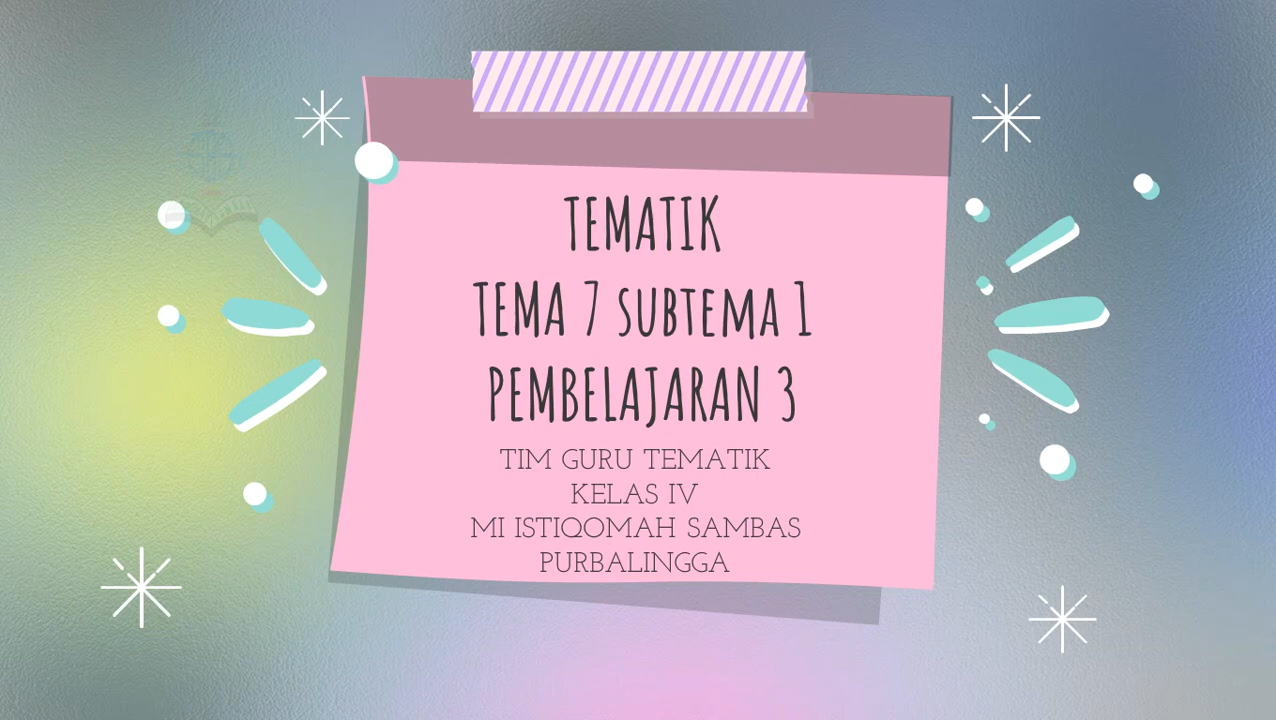 TEMATIK
TEMA 7 SUBTEMA 1
PEMBELAJARAN 3
TIM GURU TEMATIK
KELAS IV
MI ISTIQOMAH SAMBAS
PURBALINGGA